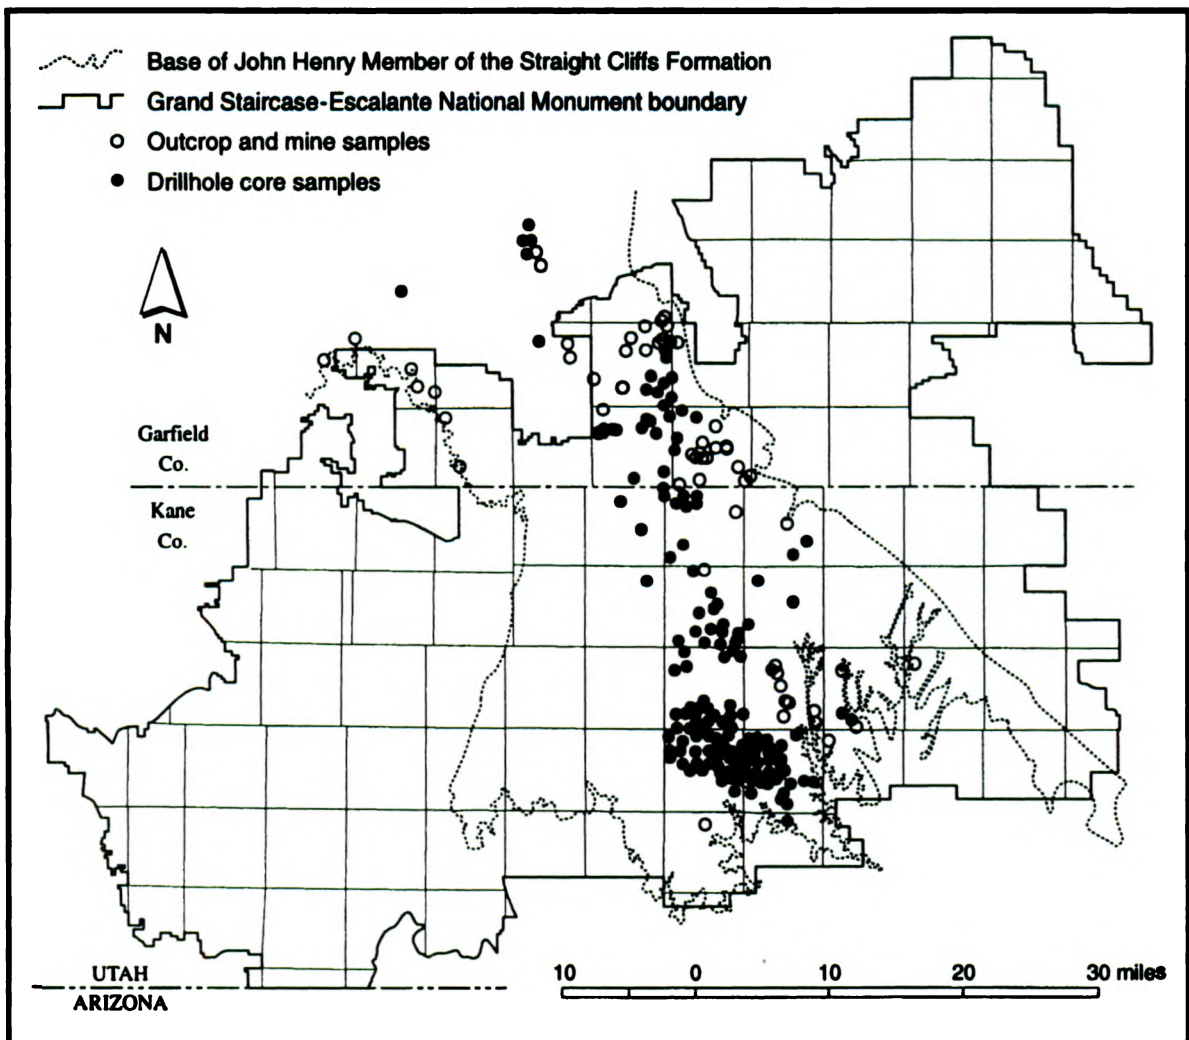 Base of John Henry Member of the Straight Cliffs Formation
Grand Staircase-Escalante National Monument boundary
Outcrop and mine samples
Drillhole core samples
N
Garfield
Co.
Kane
Co.
UTAH
ARIZONA
10 0 10 20 30 miles